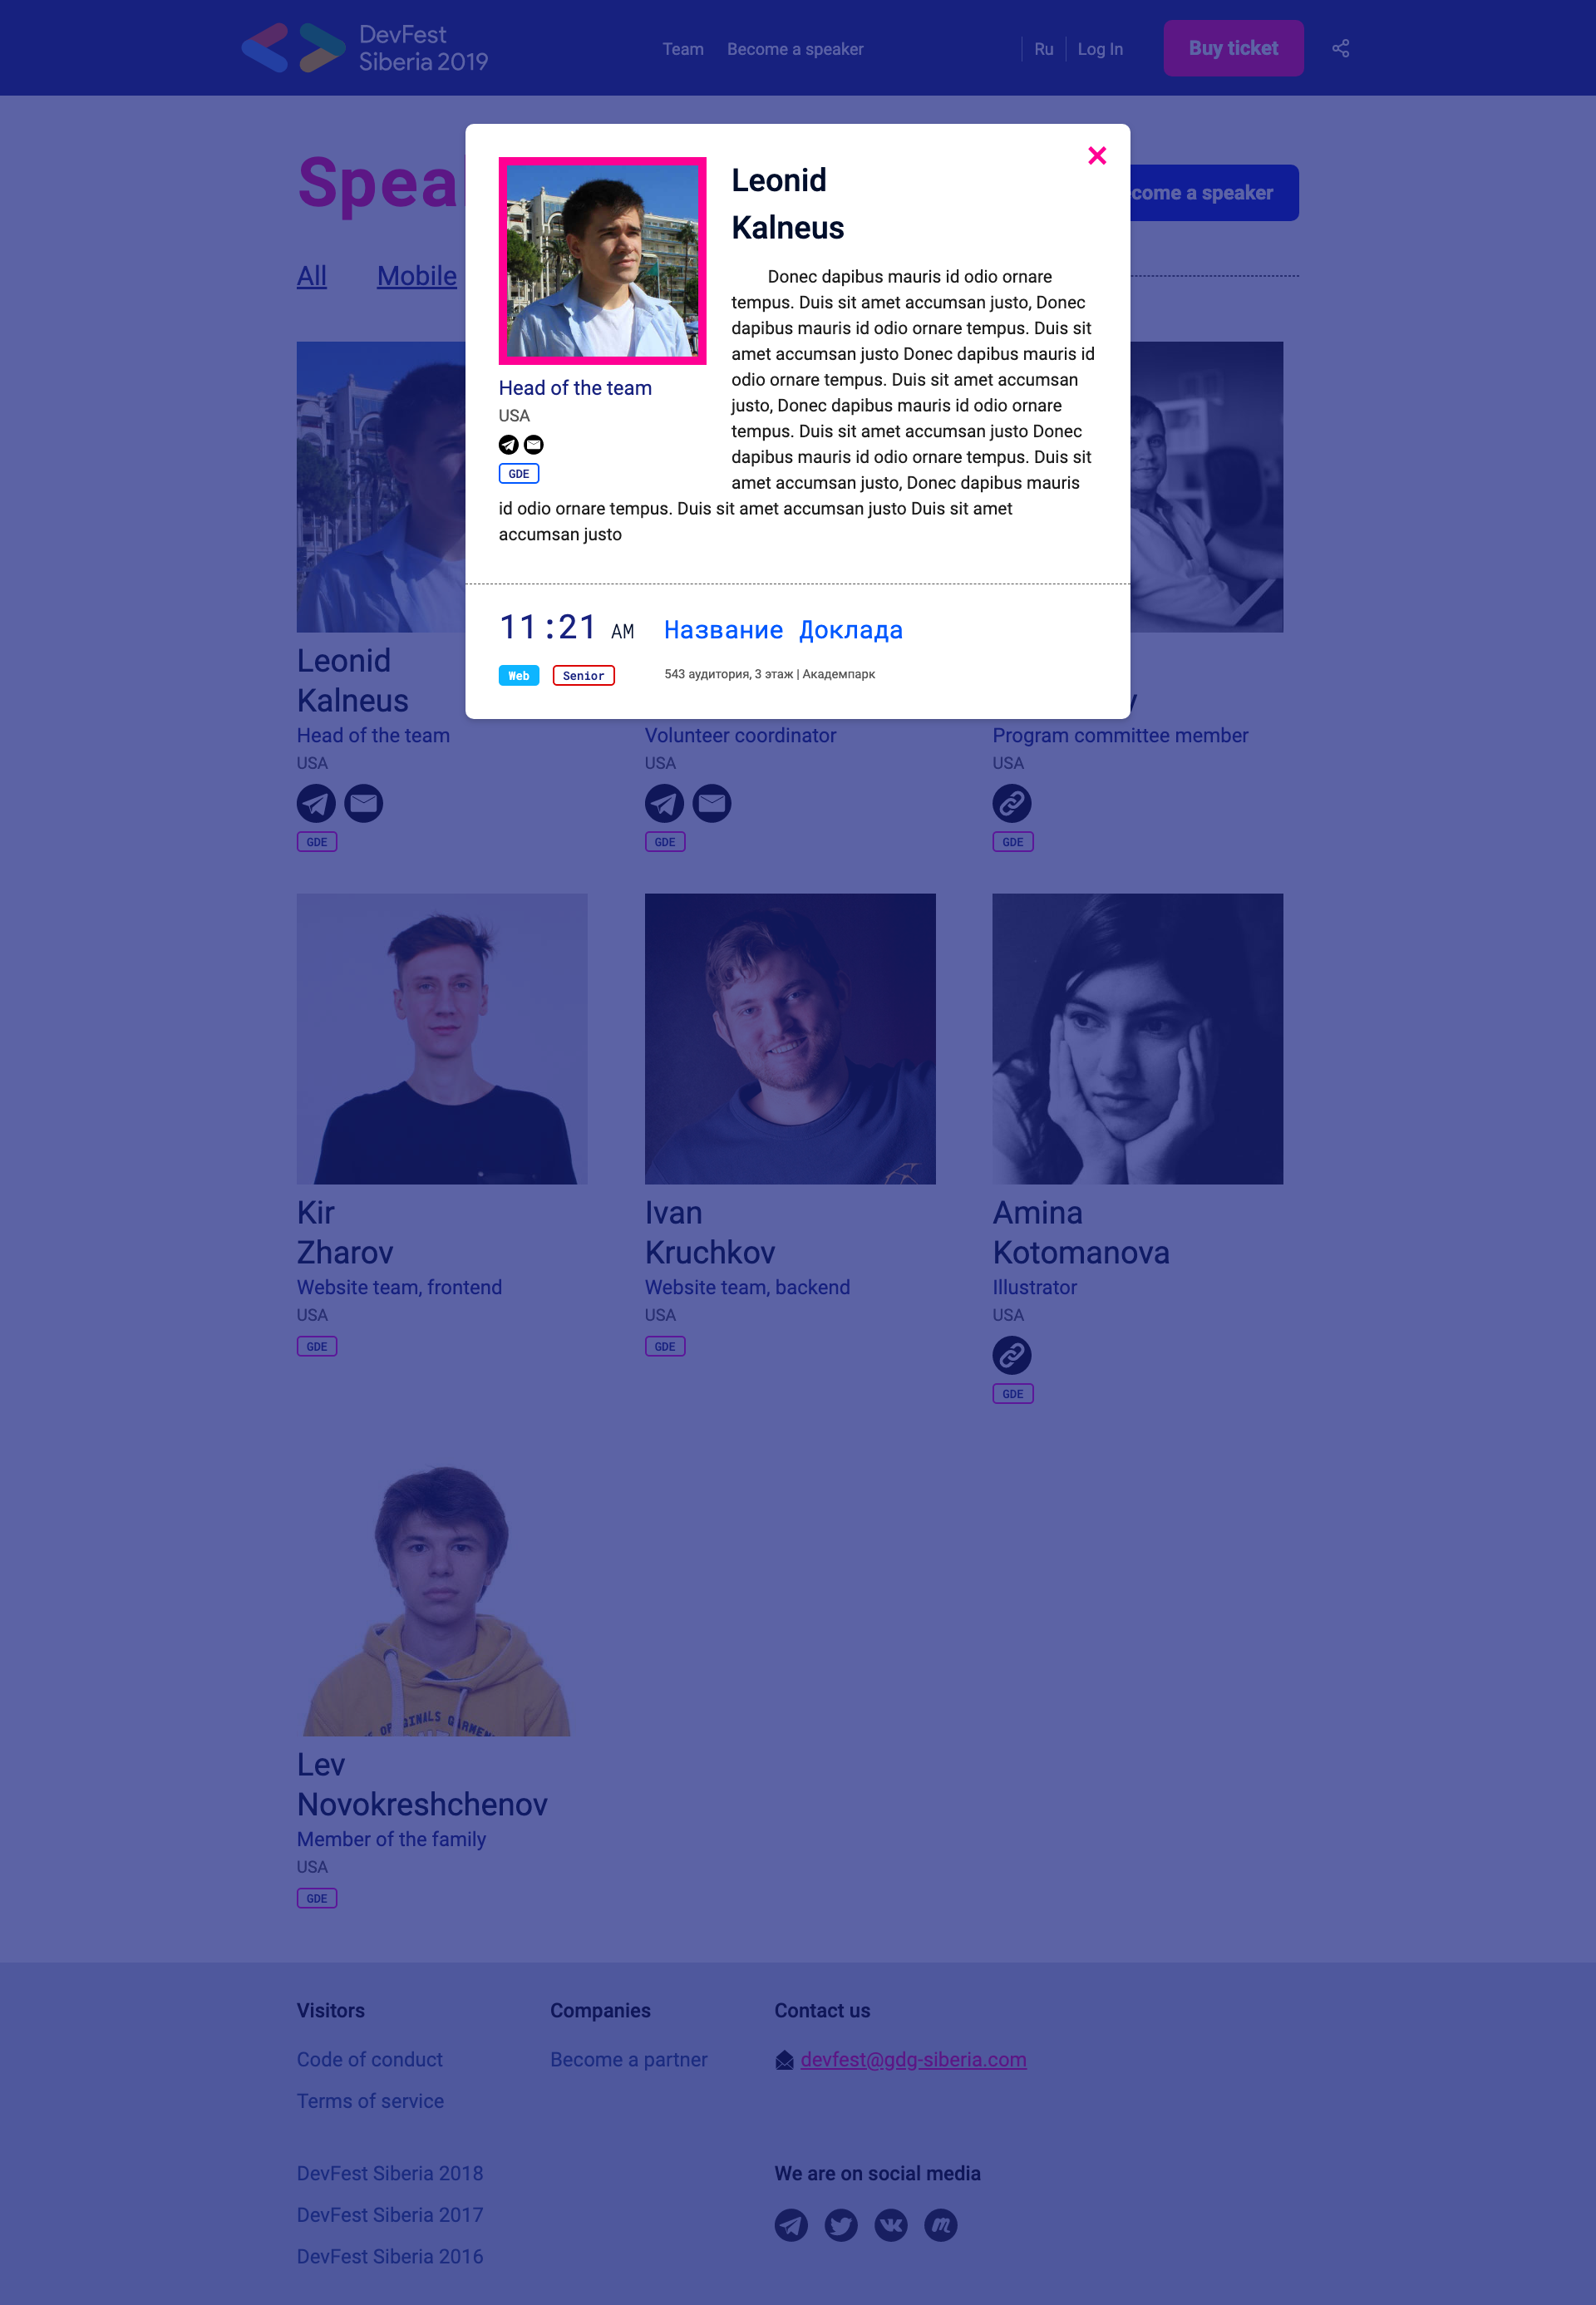 DevFest
Siberia 2019
Team
Become a speaker
Ru
Log In
Buy ticket
Leonid
Kalneus
Donec dapibus mauris id odio ornare
tempus. Duis sit amet accumsan justo, Donec
dapibus mauris id odio ornare tempus. Duis sit
amet accumsan justo Donec dapibus mauris id
odio ornare tempus. Duis sit amet accumsan
justo, Donec dapibus mauris id odio ornare
tempus. Duis sit amet accumsan justo Donec
dapibus mauris id odio ornare tempus. Duis sit
amet accumsan justo, Donec dapibus mauris
id odio ornare tempus. Duis sit amet accumsan justo Duis sit amet
accumsan justo
Head of the team
USA
GDE
11:21 AM
Название Доклада
Web
Senior
543 аудитория, 3 этаж | Академпарк
Spea
come a speaker
All
Mobile
Leonid
Kalneus
Head of the team
USA
GDE
Volunteer coordinator
USA
GDE
Program committee member
USA
GDE
Kir
Zharov
Website team, frontend
USA
GDE
Ivan
Kruchkov
Website team, backend
USA
GDE
Amina
Kotomanova
Illustrator
USA
GDE
Lev
Novokreshchenov
Member of the family
USA
GDE
Visitors
Code of conduct
Terms of service
Companies
Become a partner
Contact us
devfest@gdg-siberia.com
DevFest Siberia 2018
DevFest Siberia 2017
DevFest Siberia 2016
We are on social media